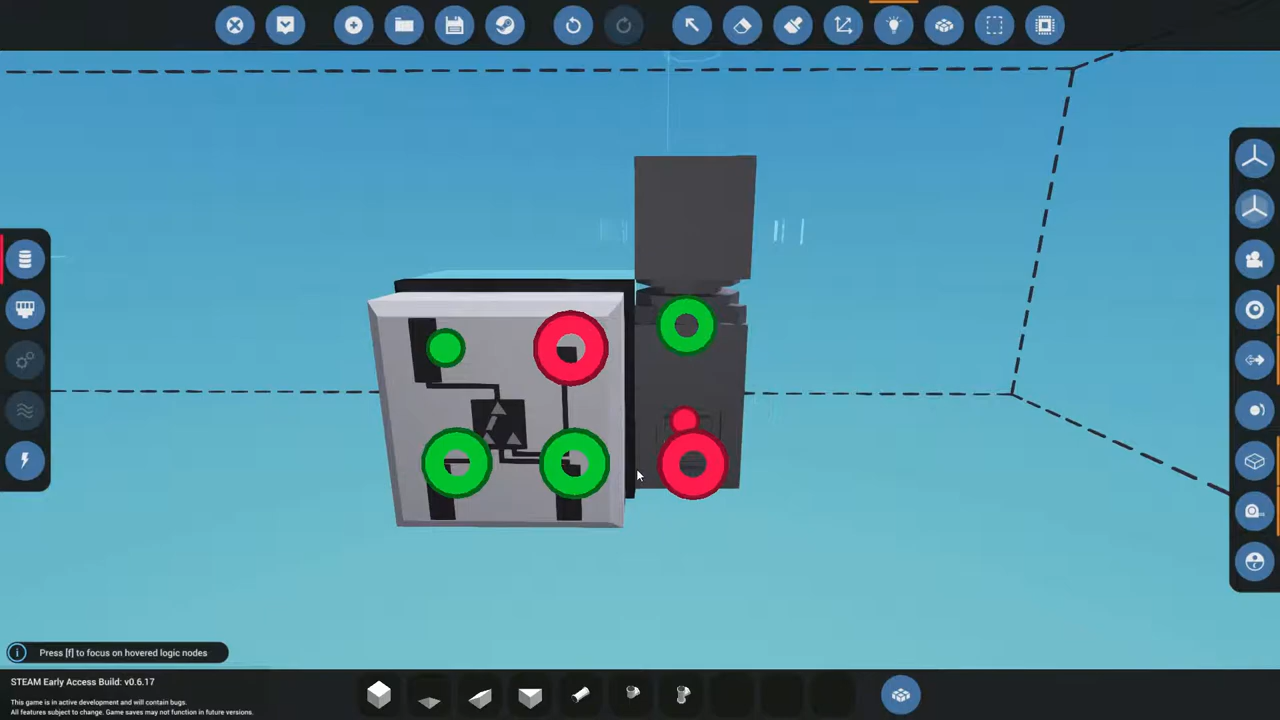 Press [f] to focus on hovered logic nodes
STEAM Early Access Build: v0.6.17
This game is in active development and will contain bugs.
All features subject to change. Game saves may not function in future versions.